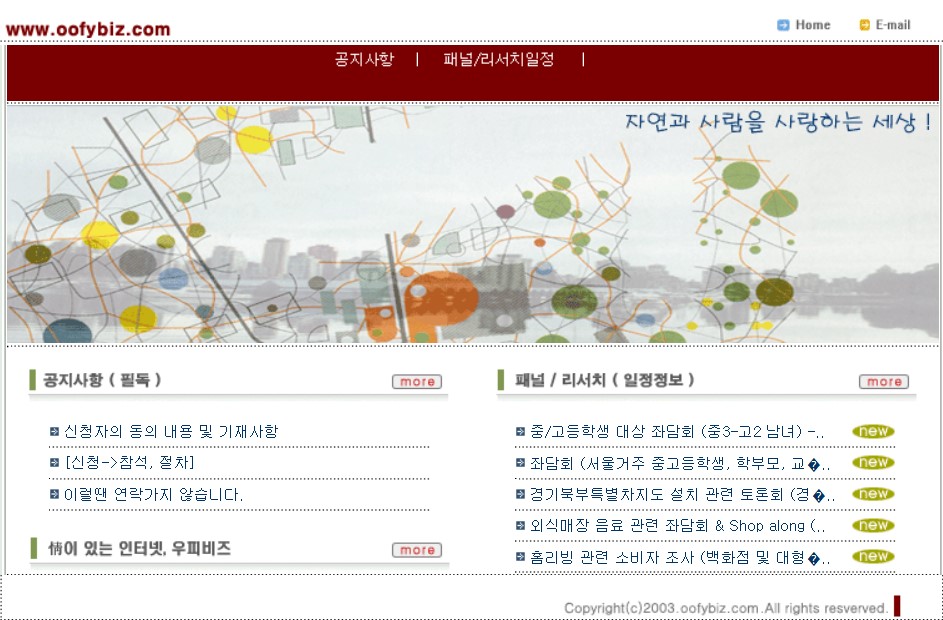 www.oofybiz.com
Home
E-mail
공지사항 | 패널/리서치일정 |
자연과 사람을 사랑하는 세상 !
공지사항 ( 필독 )
more
신청자의 동의 내용 및 기재사항
[신청->참석, 절차]
이럴땐 연락가지 않습니다.
情이 있는 인터넷, 우피비즈
more
패널 / 리서치 ( 일정정보 )
more
중/고등학생 대상 좌담회 (중3-고2 남녀) -..
new
좌담회 (서울거주 중고등학생, 학부모, 교�..
new
경기북부특별자치도 설치 관련 토론회 (경�..
new
외식매장 음료 관련 좌담회 & Shop along (..
new
홈리빙 관련 소비자 조사 (백화점 및 대형�..
new
Copyright(c)2003.oofybiz.com.All rights resverved.